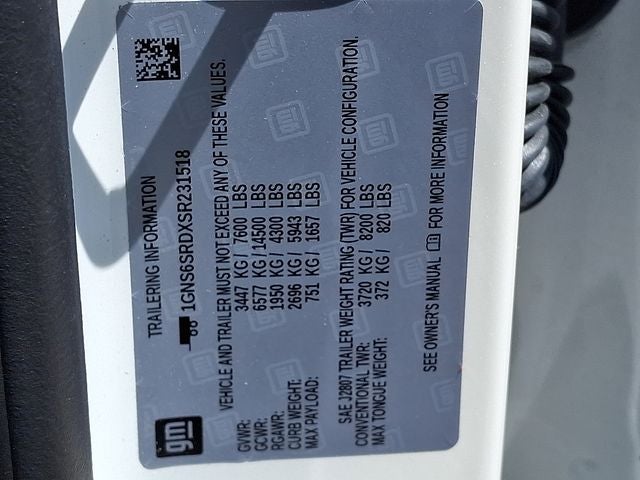 gm
TRAILERING INFORMATION
1GNS6SRDXSR231518
VEHICLE AND TRAILER MUST NOT EXCEED ANY OF THESE VALUES.
GVWR: 3447 KG / 7600 LBS
GCWR: 6577 KG / 14500 LBS
RGAWR: 1950 KG / 4300 LBS
CURB WEIGHT: 2696 KG / 5943 LBS
MAX PAYLOAD: 751 KG / 1657 LBS
SAE J2807 TRAILER WEIGHT RATING (TWR) FOR VEHICLE CONFIGURATION.
CONVENTIONAL TWR: 3720 KG / 8200 LBS
MAX TONGUE WEIGHT: 372 KG / 820 LBS
SEE OWNER'S MANUAL FOR MORE INFORMATION